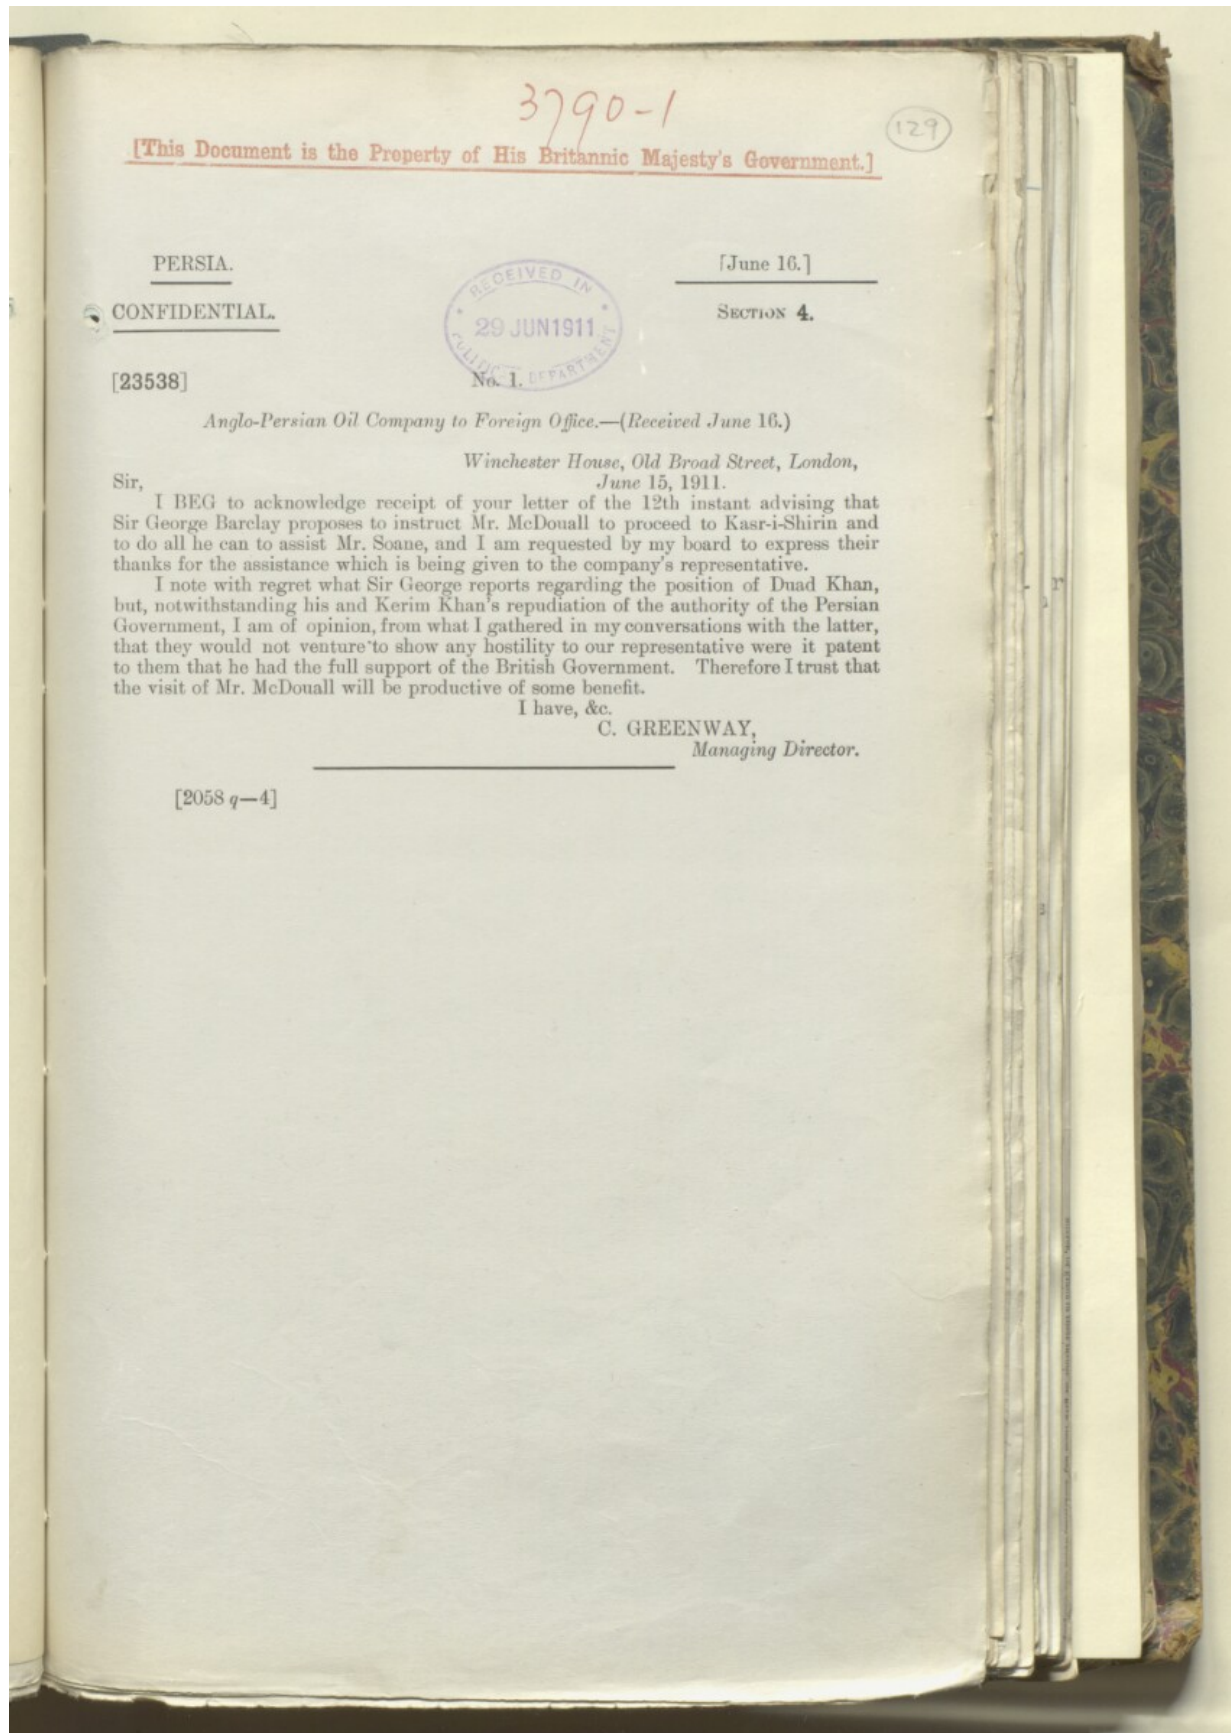 3790-1
129
[This Document is the Property of His Britannic Majesty's Government.]
PERSIA.
[June 16.]
CONFIDENTIAL.
SECTION 4.
RECEIVED IN
29 JUN 1911
POLITICAL DEPARTMENT
[23538]
No. 1.
Anglo-Persian Oil Company to Foreign Office.—(Received June 16.)
Winchester House, Old Broad Street, London,
Sir,
June 15, 1911.
I BEG to acknowledge receipt of your letter of the 12th instant advising that
Sir George Barclay proposes to instruct Mr. McDouall to proceed to Kasr-i-Shirin and
to do all he can to assist Mr. Soane, and I am requested by my board to express their
thanks for the assistance which is being given to the company's representative.
I note with regret what Sir George reports regarding the position of Duad Khan,
but, notwithstanding his and Kerim Khan's repudiation of the authority of the Persian
Government, I am of opinion, from what I gathered in my conversations with the latter,
that they would not venture to show any hostility to our representative were it patent
to them that he had the full support of the British Government. Therefore I trust that
the visit of Mr. McDouall will be productive of some benefit.
I have, &c.
C. GREENWAY,
Managing Director.
[2058 q—4]